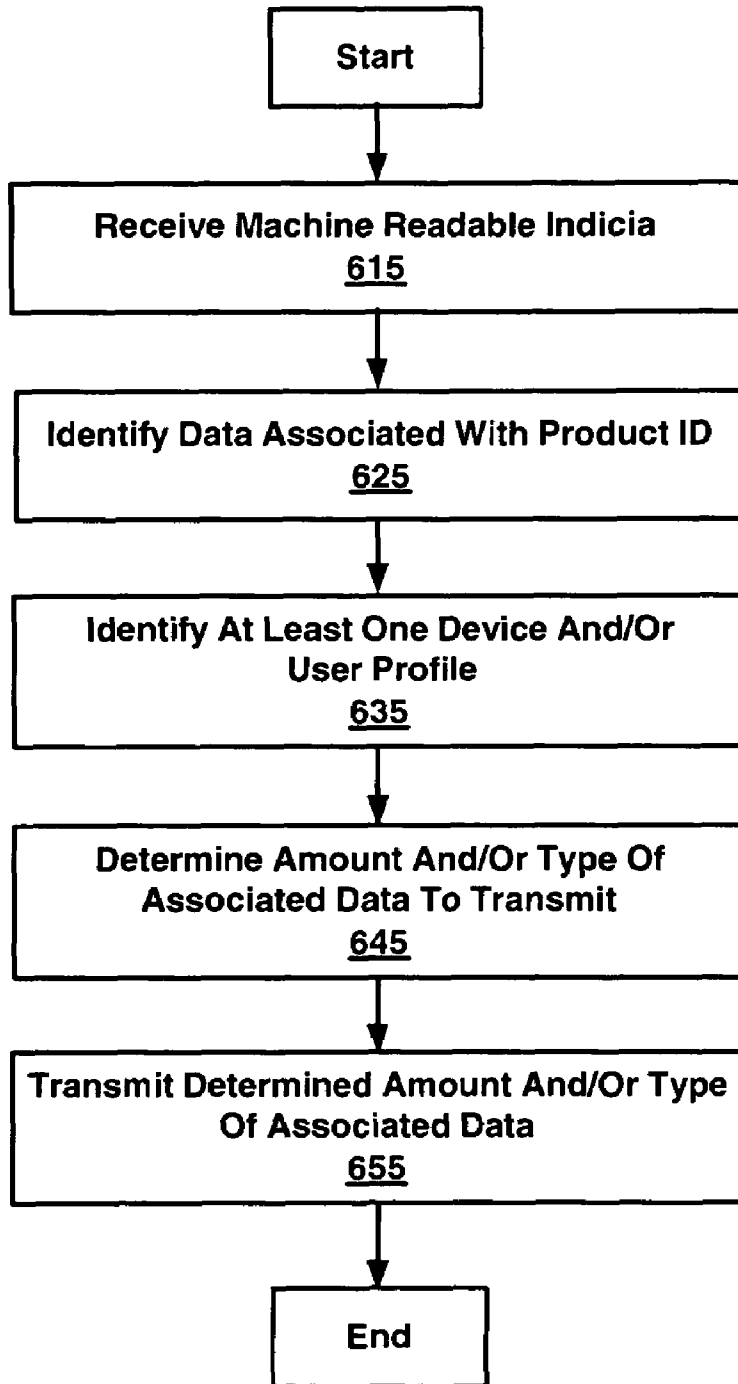 Start
Receive Machine Readable Indicia
615
Identify Data Associated With Product ID
625
Identify At Least One Device And/Or
User Profile
635
Determine Amount And/Or Type Of
Associated Data To Transmit
645
Transmit Determined Amount And/Or Type
Of Associated Data
655
End